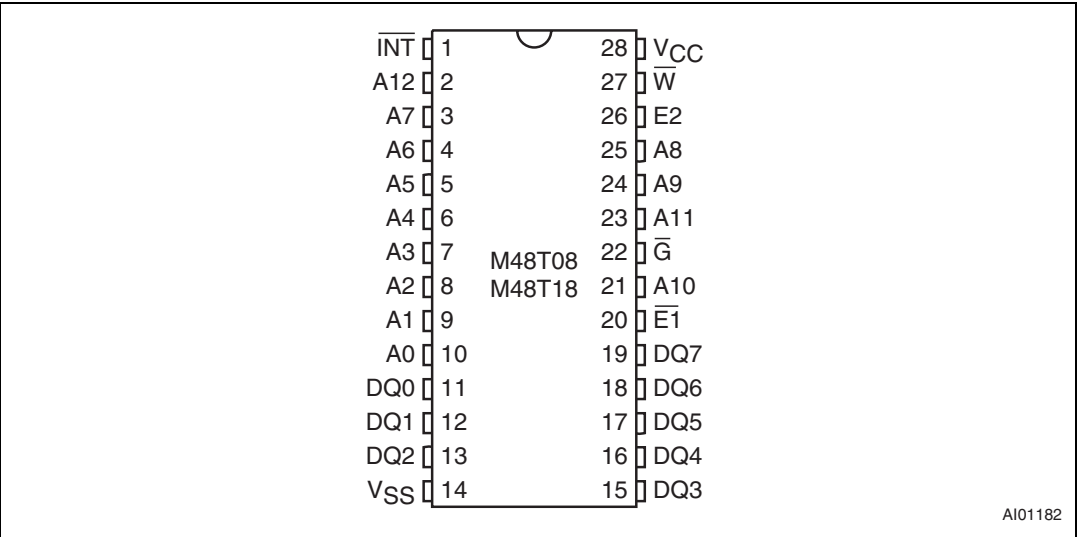 INT 1 28 VCC
A12 2 27 W
A7 3 26 E2
A6 4 25 A8
A5 5 24 A9
A4 6 23 A11
A3 7 22 G
M48T08
A2 8 21 A10
M48T18
A1 9 20 E1
A0 10 19 DQ7
DQ0 11 18 DQ6
DQ1 12 17 DQ5
DQ2 13 16 DQ4
VSS 14 15 DQ3
AI01182